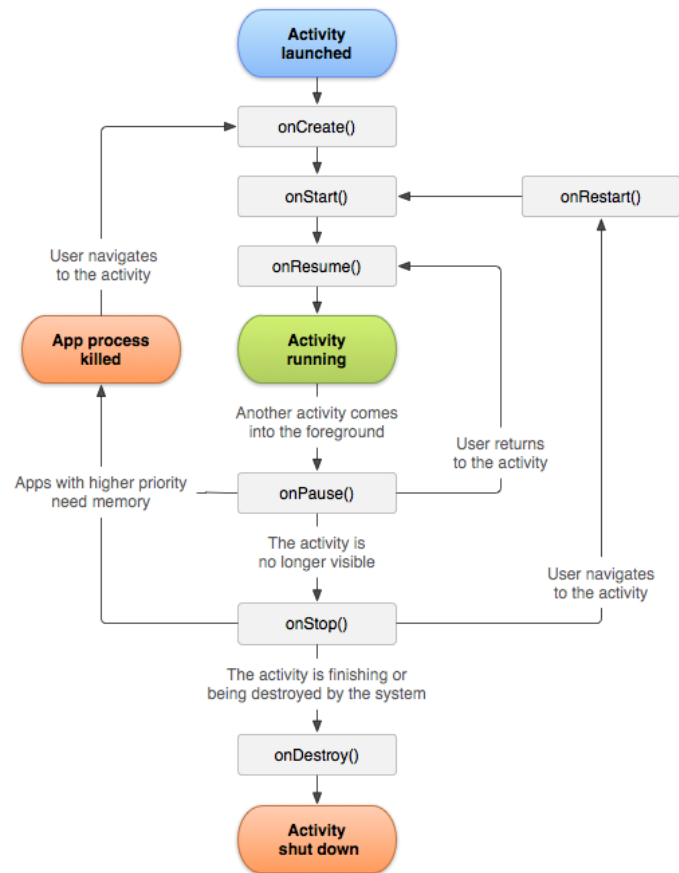 Activity
launched
onCreate()
onStart()
onRestart()
User navigates
to the activity
onResume()
App process
killed
Activity
running
Another activity comes
into the foreground
User returns
to the activity
Apps with higher priority
need memory
onPause()
The activity is
no longer visible
User navigates
to the activity
onStop()
The activity is finishing or
being destroyed by the system
onDestroy()
Activity
shut down